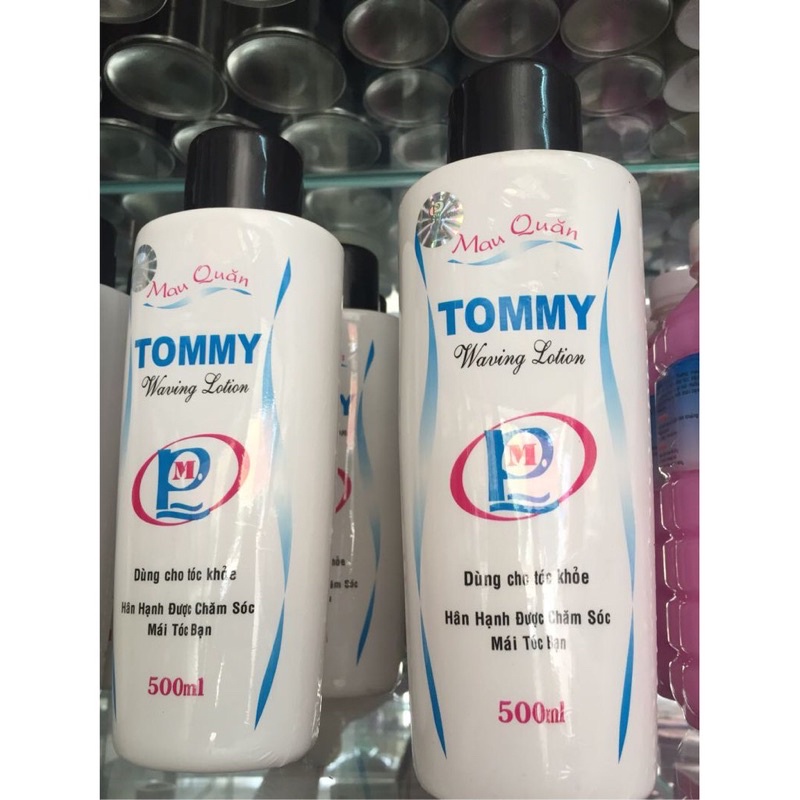 Mau Quăn
TOMMY
Waving Lotion
M.
Dùng cho tóc khỏe
Hân Hạnh Được Chăm Sóc
Mái Tóc Bạn
500ml
Mau Quăn
TOMMY
Waving Lotion
M.
Dùng cho tóc khỏe
Hân Hạnh Được Chăm Sóc
Mái Tóc Bạn
500ml